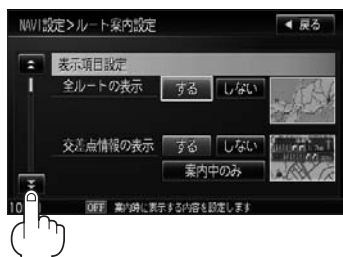 NAVI設定>ルート案内設定
◀ 戻る
表示項目設定
全ルートの表示 する しない
交差点情報の表示 する しない
案内中のみ
10
OFF 案内時に表示する内容を設定します